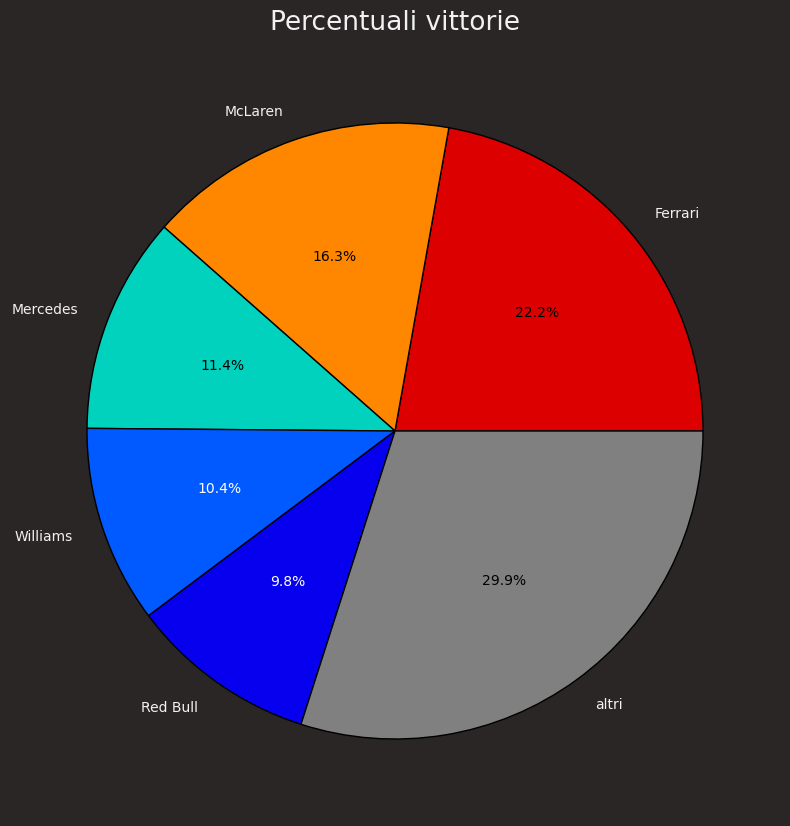 Percentuali vittorie
McLaren
Ferrari
16.3%
22.2%
Mercedes
11.4%
10.4%
Williams
9.8%
29.9%
Red Bull
altri